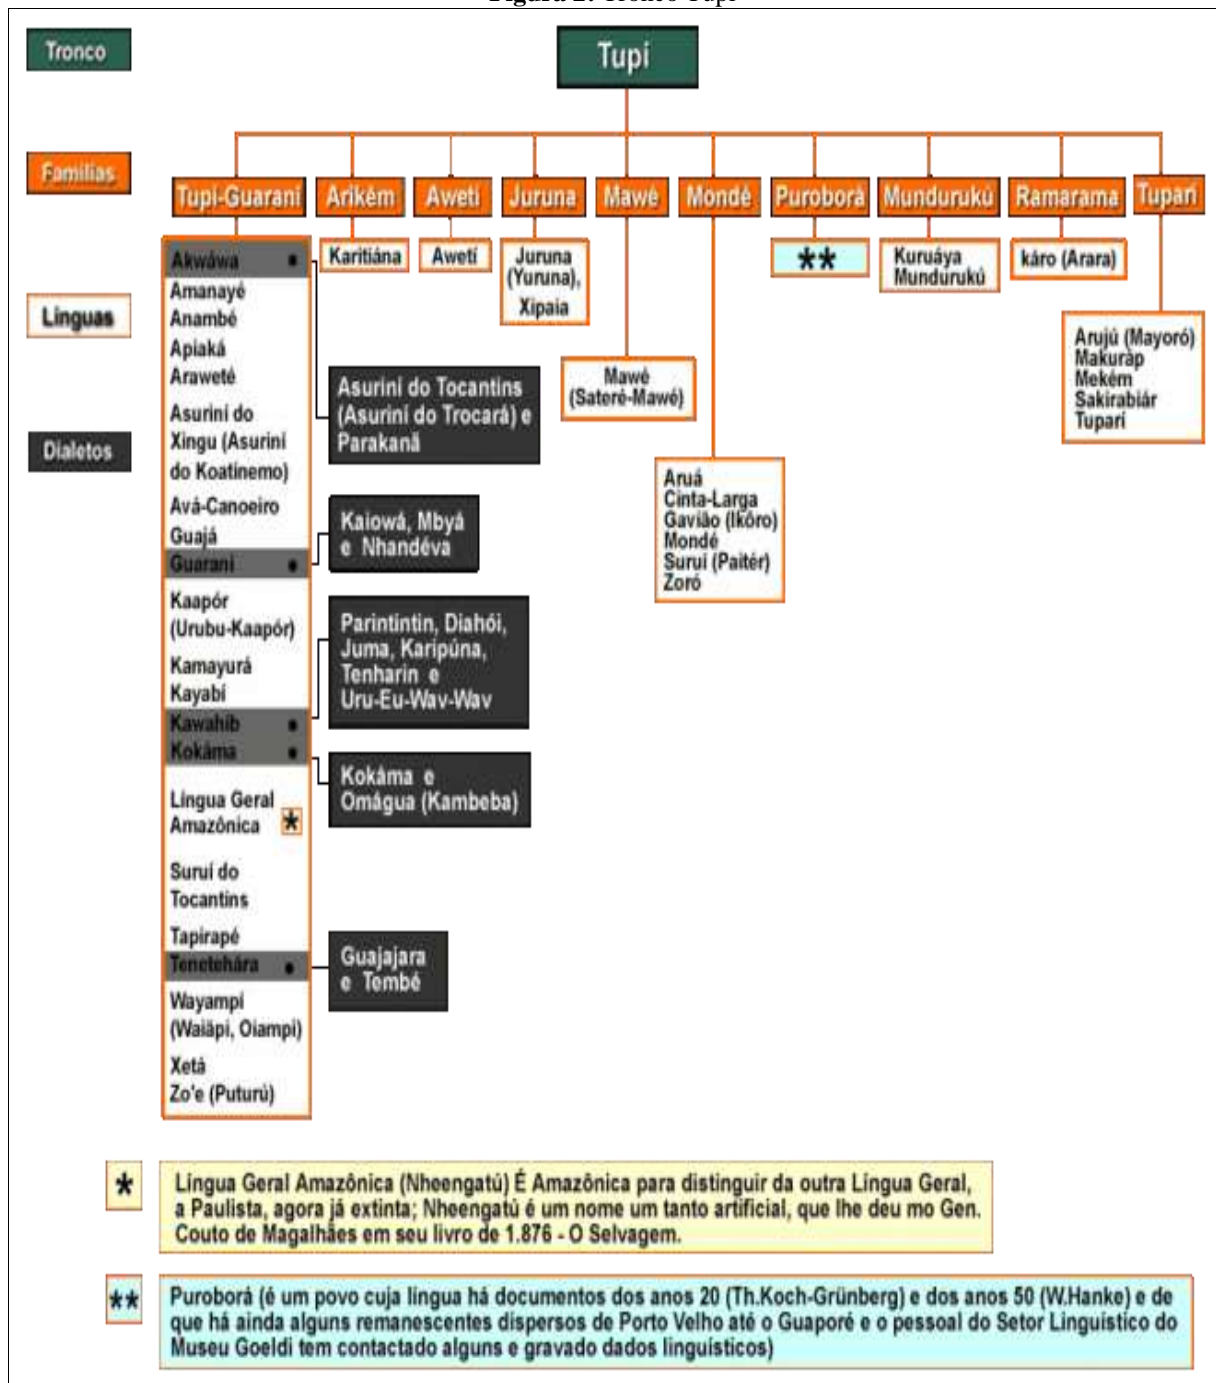 Tronco
Tupí
Famílias
Tupí-Guaraní
Arikém
Awetí
Juruna
Mawé
Mondé
Puroborá
Mundurukú
Ramarama
Tuparí
Línguas
Dialetos
Akwáwa
Amanayé
Anambé
Apiaká
Araweté
Asuriní do
Xingu (Asuriní
do Koatinemo)
Avá-Canoeiro
Guajá
Guarani
Kaapór
(Urubu-Kaapór)
Kamayurá
Kayabí
Kawahíb
Kokáma
Língua Geral
Amazônica *
Suruí do
Tocantins
Tapirapé
Tenetehára
Wayampí
(Waiãpi, Oiampi)
Xetá
Zo'e (Puturú)
Asuriní do Tocantins
(Asuriní do Trocará) e
Parakanã
Kaiowá, Mbyá
e Nhandéva
Parintintin, Diahói,
Juma, Karipúna,
Tenharin e
Uru-Eu-Wav-Wav
Kokáma e
Omágua (Kambeba)
Guajajara
e Tembé
Karitiána
Awetí
Juruna
(Yuruna),
Xipaia
Mawé
(Sateré-Mawé)
Aruá
Cinta-Larga
Gavião (Ikôro)
Mondé
Suruí (Paitér)
Zoró
**
Kuruáya
Mundurukú
káro (Arara)
Arujú (Mayoró)
Makuráp
Mekém
Sakirabiár
Tuparí
* Língua Geral Amazônica (Nheengatú) É Amazônica para distinguir da outra Língua Geral,
a Paulista, agora já extinta; Nheengatú é um nome um tanto artificial, que lhe deu mo Gen.
Couto de Magalhães em seu livro de 1.876 - O Selvagem.
** Puroborá (é um povo cuja língua há documentos dos anos 20 (Th.Koch-Grünberg) e dos anos 50 (W.Hanke) e de
que há ainda alguns remanescentes dispersos de Porto Velho até o Guaporé e o pessoal do Setor Linguístico do
Museu Goeldi tem contactado alguns e gravado dados linguísticos)